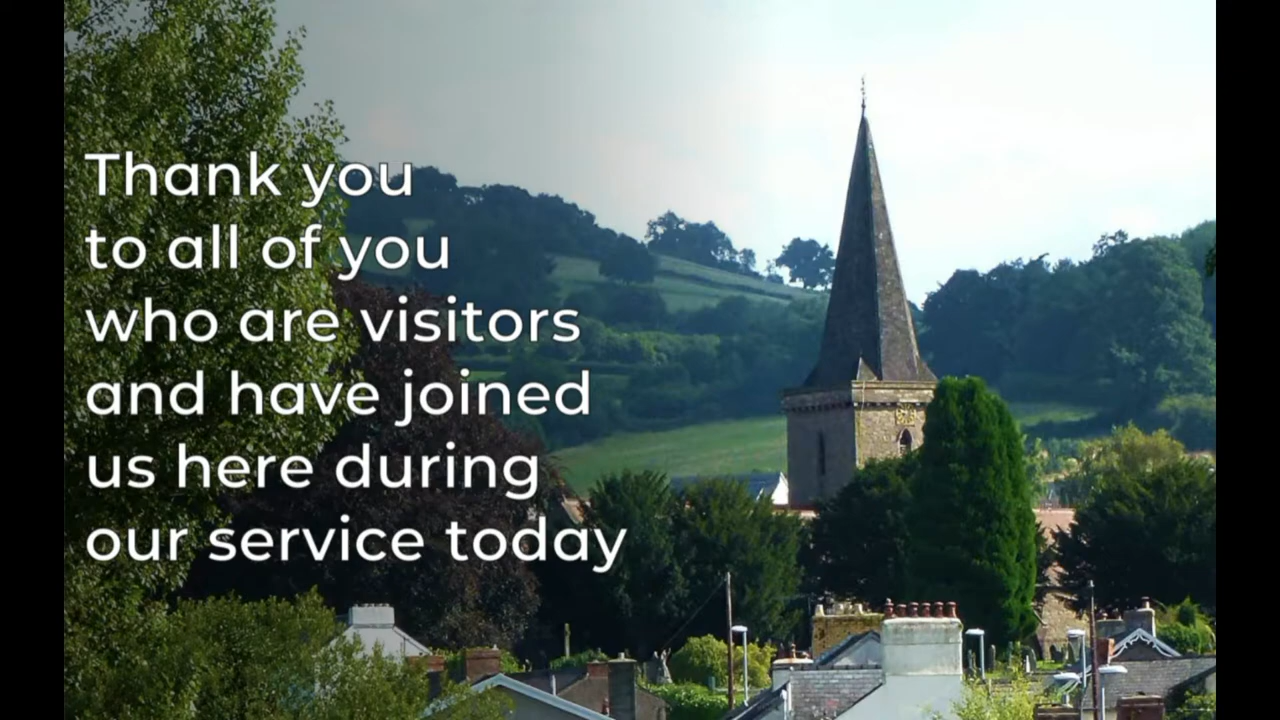 Thank you
to all of you
who are visitors
and have joined
us here during
our service today